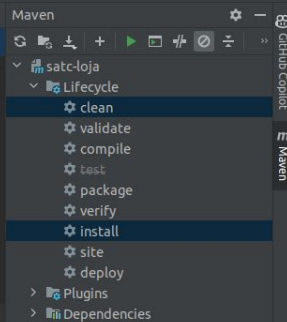 Maven
satc-loja
Lifecycle
clean
validate
compile
test
package
verify
install
site
deploy
Plugins
Dependencies
GitHub Copilot
Maven